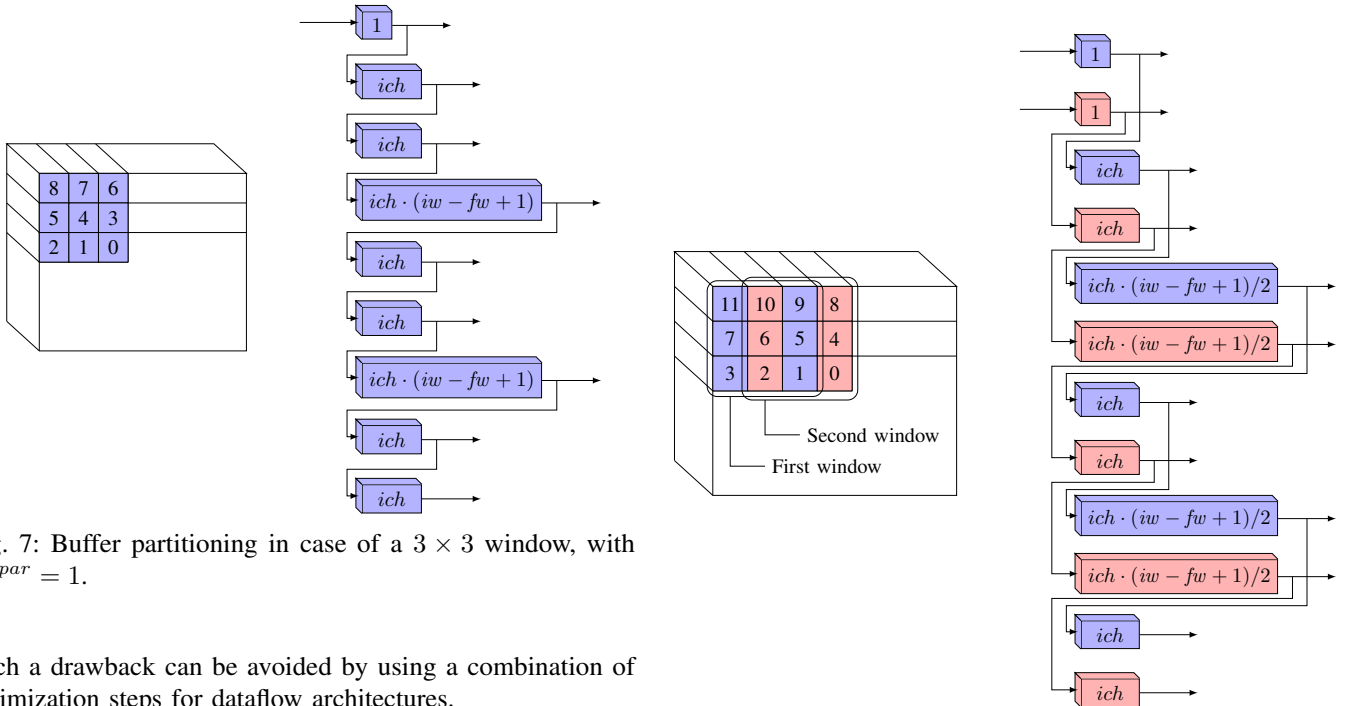 8 7 6
5 4 3
2 1 0
1
ich
ich
ich · (iw − fw + 1)
ich
ich
ich · (iw − fw + 1)
ich
ich
g. 7: Buffer partitioning in case of a 3 × 3 window, with
par = 1.
ch a drawback can be avoided by using a combination of
timization steps for dataflow architectures.
11 10 9 8
7 6 5 4
3 2 1 0
Second window
First window
1
1
ich
ich
ich · (iw − fw + 1)/2
ich · (iw − fw + 1)/2
ich
ich
ich · (iw − fw + 1)/2
ich · (iw − fw + 1)/2
ich
ich